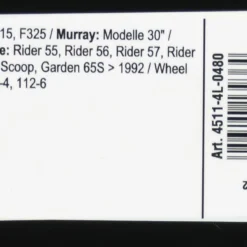 15, F325 / Murray: Modelle 30" /
e: Rider 55, Rider 56, Rider 57, Rider
Scoop, Garden 65S > 1992 / Wheel
-4, 112-6
Art. 4511-4L-0480
2